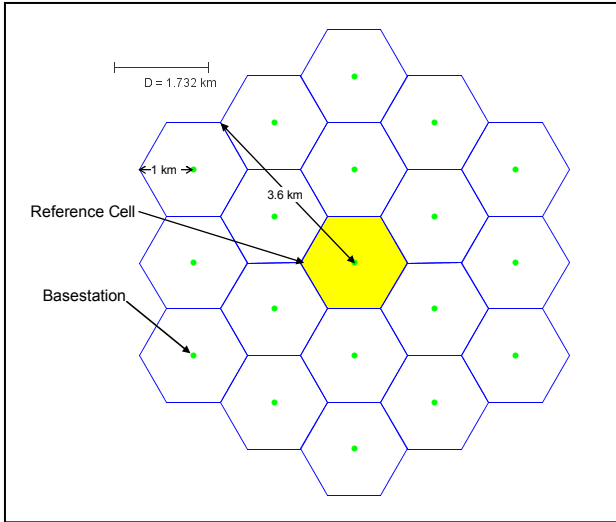 D = 1.732 km
1 km
3.6 km
Reference Cell
Basestation